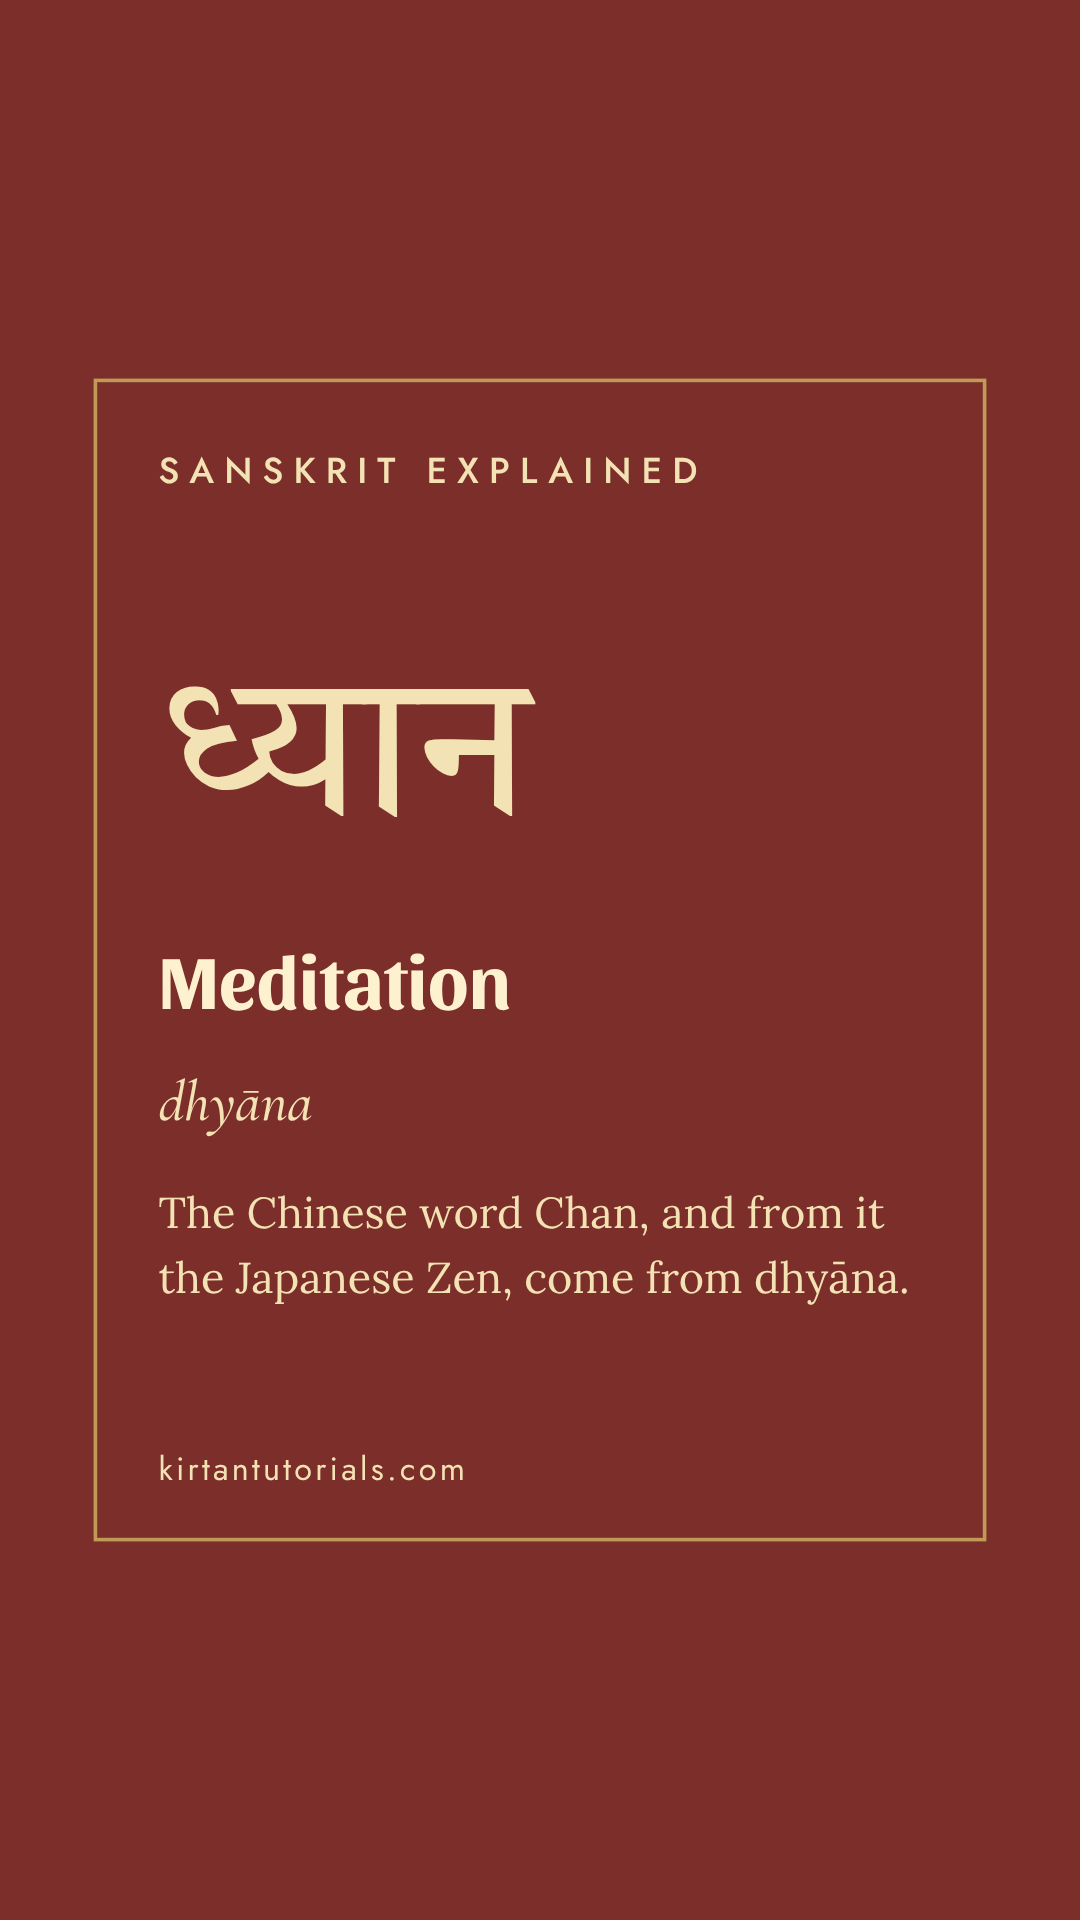 SANSKRIT EXPLAINED
ध्यान
Meditation
dhyāna
The Chinese word Chan, and from it
the Japanese Zen, come from dhyāna.
kirtantutorials.com